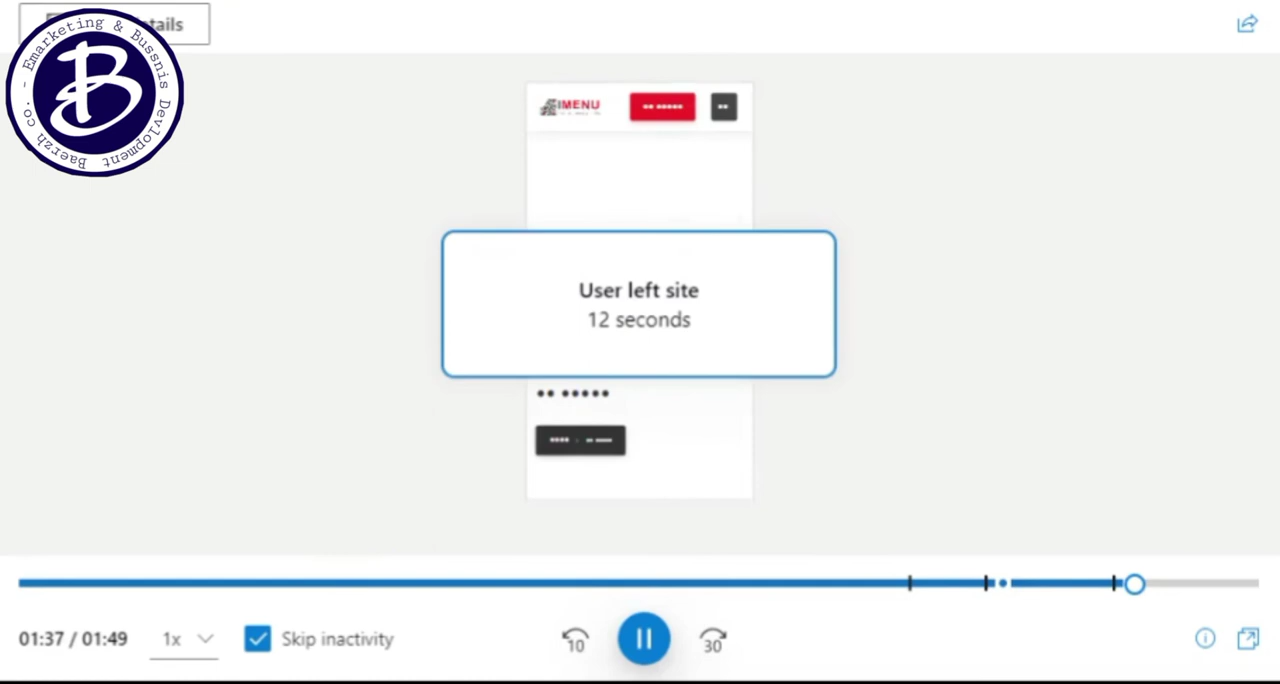 tails
Emarketing & Bussnis Devlopment Baerzh co. -
B
IMENU
User left site
12 seconds
01:37 / 01:49
1x
Skip inactivity
10
30